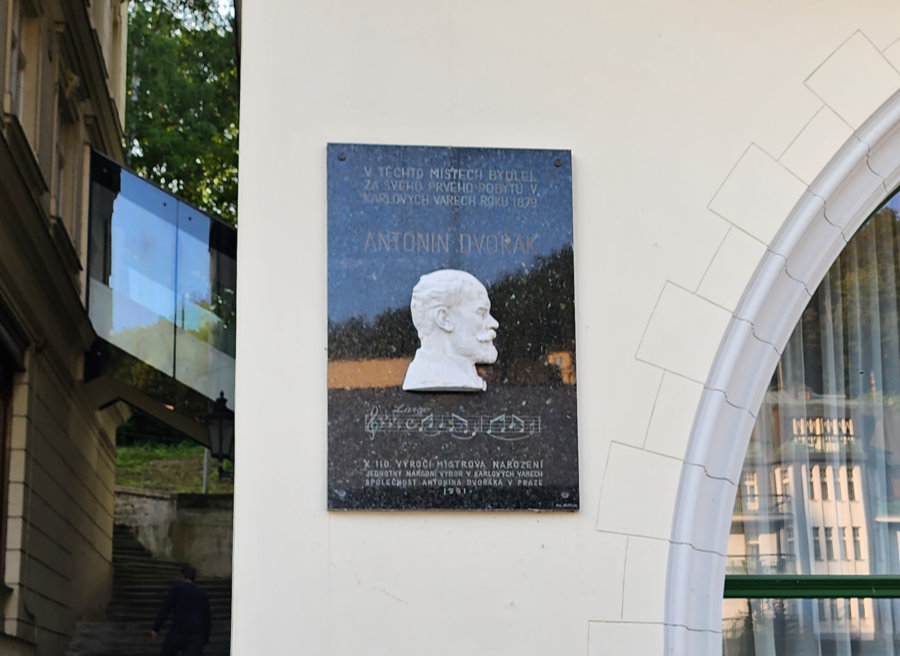 V TĚCHTO MÍSTECH BYDLEL
ZA SVÉHO PRVÉHO POBYTU V
KARLOVÝCH VARECH ROKU 1879
ANTONÍN DVOŘÁK
Largo
K 110. VÝROČÍ MISTROVA NAROZENÍ
JEDNOTNÝ NÁRODNÍ VÝBOR V KARLOVÝCH VARECH
SPOLEČNOST ANTONÍNA DVOŘÁKA V PRAZE
1951